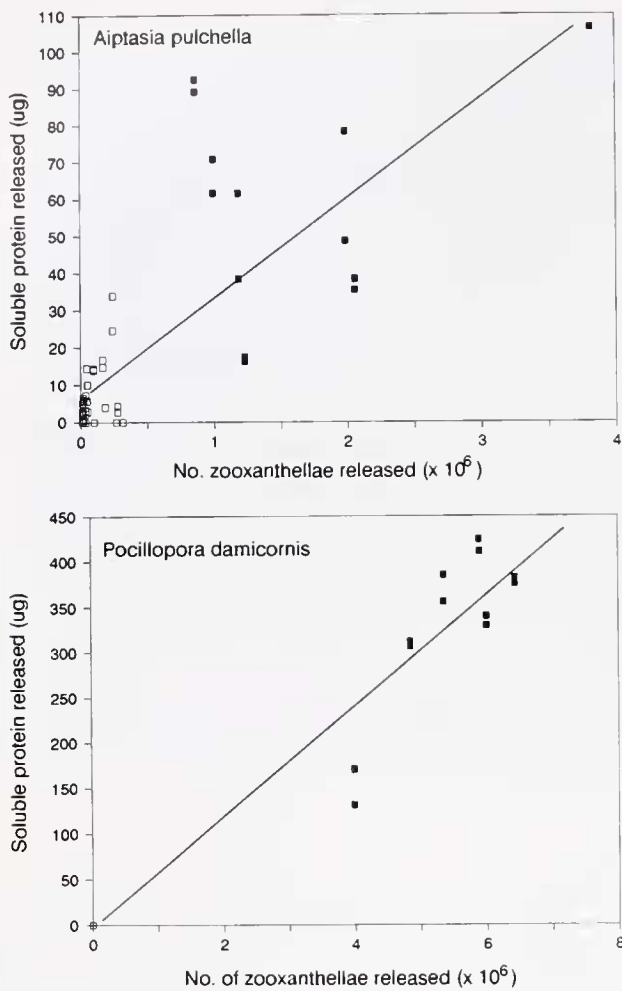 Aiptasia pulchella
Soluble protein released (ug)
110
100
90
80
70
60
50
40
30
20
10
0
0 1 2 3 4
No. zooxanthellae released (x 10⁶)
Pocillopora damicornis
Soluble protein released (ug)
450
400
350
300
250
200
150
100
50
0
0 2 4 6 8
No. of zooxanthellae released (x 10⁶)